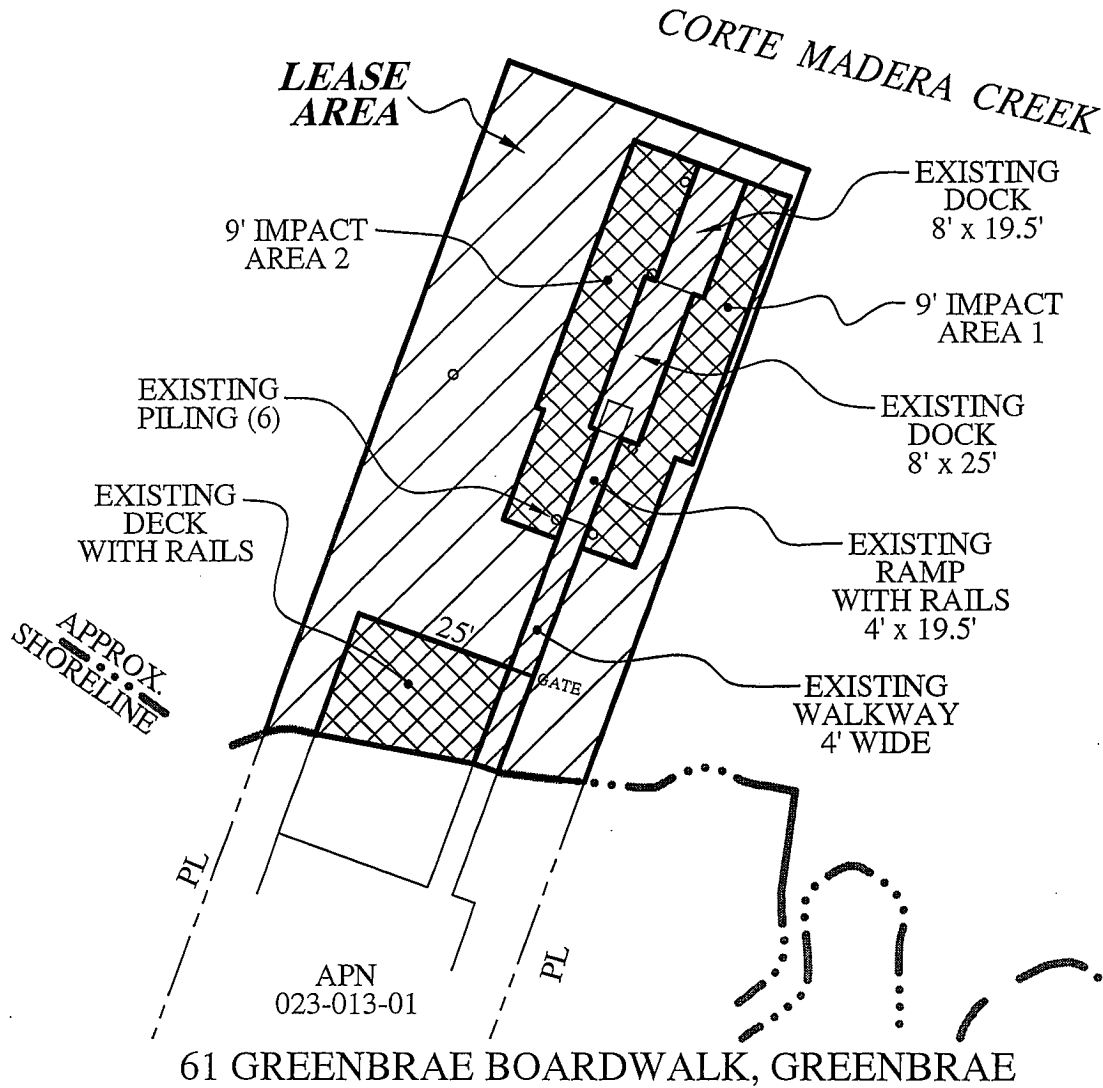 CORTE MADERA CREEK
LEASE
AREA
EXISTING
DOCK
8' x 19.5'
9' IMPACT
AREA 2
9' IMPACT
AREA 1
EXISTING
PILING (6)
EXISTING
DOCK
8' x 25'
EXISTING
DECK
WITH RAILS
EXISTING
RAMP
WITH RAILS
4' x 19.5'
25'
GATE
APPROX.
SHORELINE
EXISTING
WALKWAY
4' WIDE
PL
PL
APN
023-013-01
61 GREENBRAE BOARDWALK, GREENBRAE